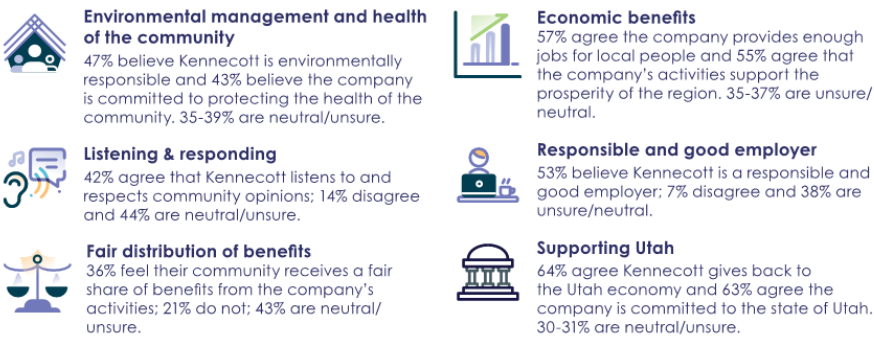 Environmental management and health
of the community
47% believe Kennecott is environmentally
responsible and 43% believe the company
is committed to protecting the health of the
community. 35-39% are neutral/unsure.
Listening & responding
42% agree that Kennecott listens to and
respects community opinions; 14% disagree
and 44% are neutral/unsure.
Fair distribution of benefits
36% feel their community receives a fair
share of benefits from the company's
activities; 21% do not; 43% are neutral/
unsure.
Economic benefits
57% agree the company provides enough
jobs for local people and 55% agree that
the company's activities support the
prosperity of the region. 35-37% are unsure/
neutral.
Responsible and good employer
53% believe Kennecott is a responsible and
good employer; 7% disagree and 38% are
unsure/neutral.
Supporting Utah
64% agree Kennecott gives back to
the Utah economy and 63% agree the
company is committed to the state of Utah.
30-31% are neutral/unsure.